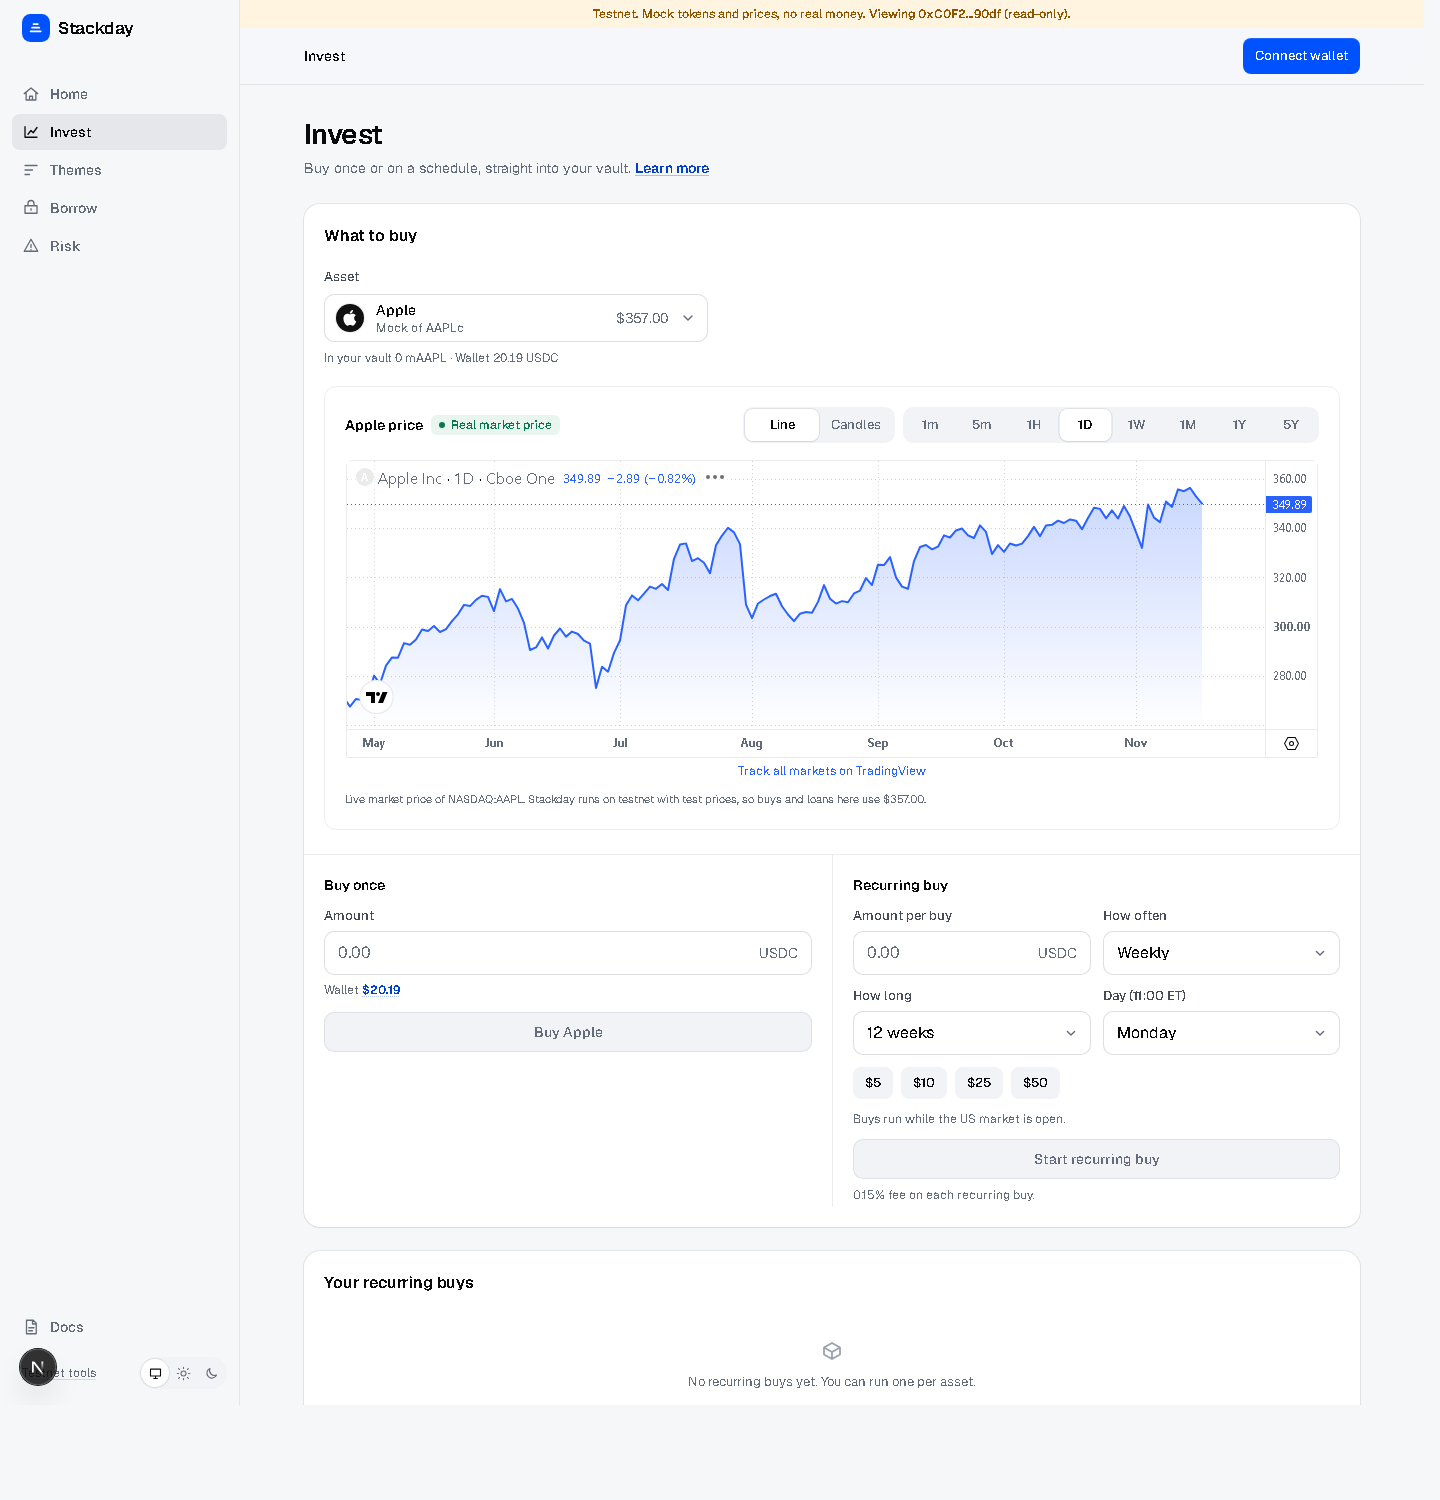 Stackday
Testnet. Mock tokens and prices, no real money. Viewing 0xC0F2...90df (read-only).
Invest
Connect wallet
Home
Invest
Themes
Borrow
Risk
Invest
Buy once or on a schedule, straight into your vault. Learn more
What to buy
Asset
Apple
Mock of AAPLc
$357.00
In your vault 0 mAAPL · Wallet 20.19 USDC
Apple price
Real market price
Line Candles
1m 5m 1H 1D 1W 1M 1Y 5Y
A Apple Inc · 1D · Cboe One 349.89 −2.89 (−0.82%)
360.00
349.89
340.00
320.00
300.00
280.00
May Jun Jul Aug Sep Oct Nov
Track all markets on TradingView
Live market price of NASDAQ:AAPL. Stackday runs on testnet with test prices, so buys and loans here use $357.00.
Buy once
Amount
0.00 USDC
Wallet $20.19
Buy Apple
Recurring buy
Amount per buy
How often
0.00 USDC
Weekly
How long
Day (11:00 ET)
12 weeks
Monday
$5 $10 $25 $50
Buys run while the US market is open.
Start recurring buy
0.15% fee on each recurring buy.
Your recurring buys
No recurring buys yet. You can run one per asset.
Docs
N
tools